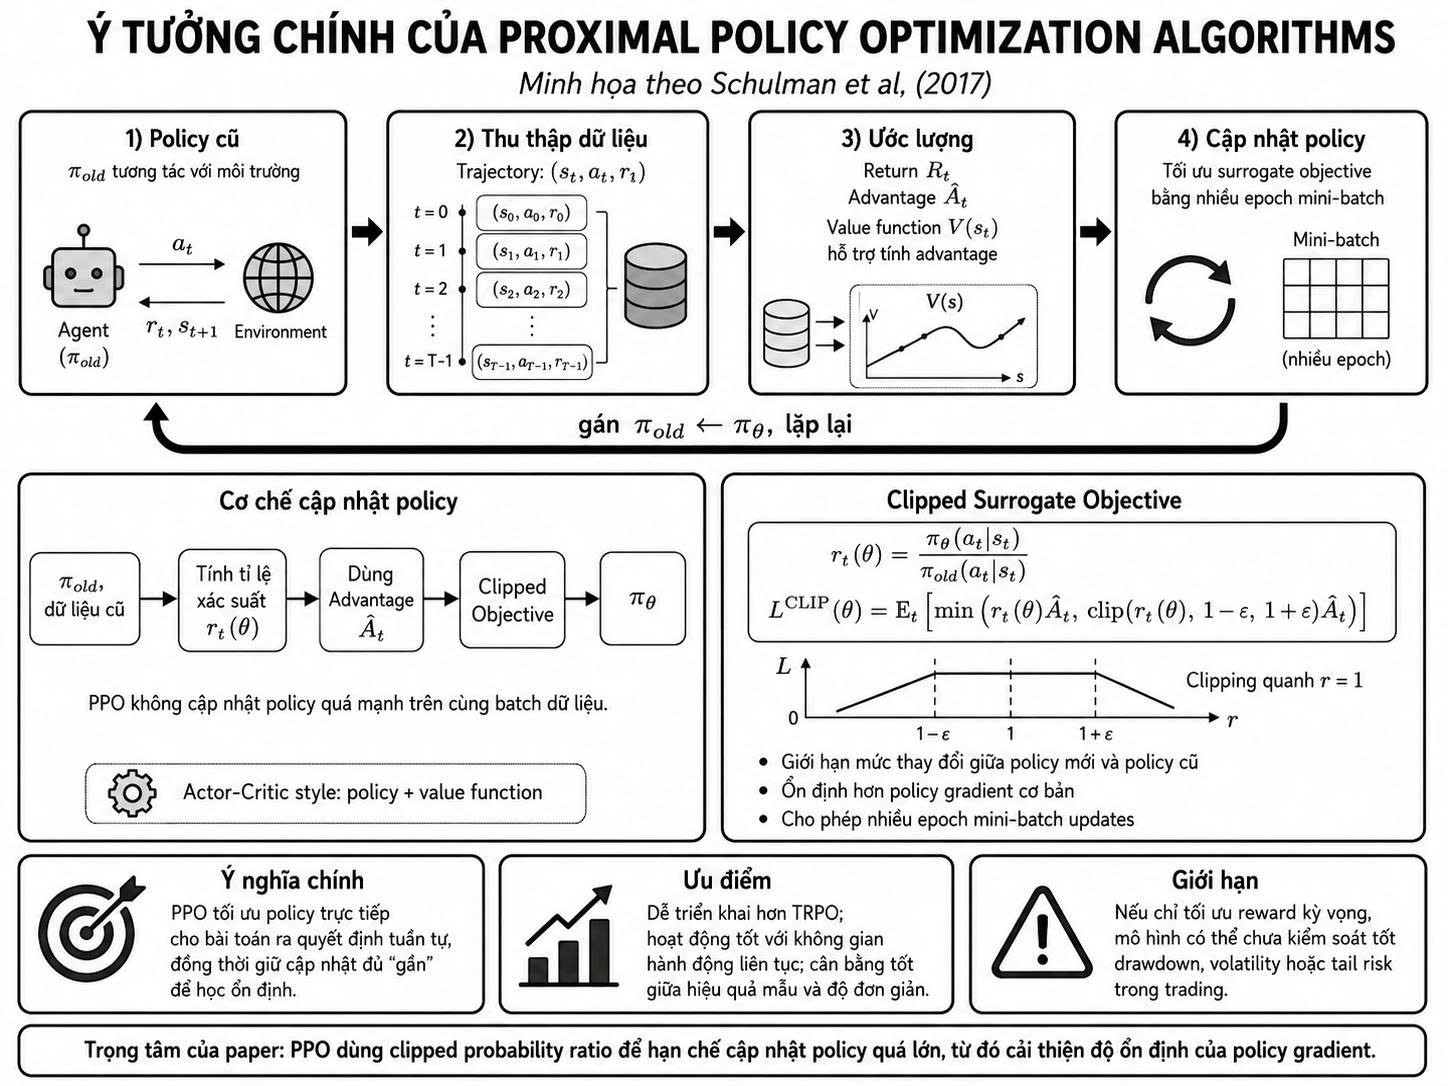 Ý TƯỞNG CHÍNH CỦA PROXIMAL POLICY OPTIMIZATION ALGORITHMS
Minh họa theo Schulman et al, (2017)
1) Policy cũ
π_old tương tác với môi trường
a_t
r_t, s_{t+1}
Agent
(π_old)
Environment
2) Thu thập dữ liệu
Trajectory: (s_t, a_t, r_t)
t = 0 (s_0, a_0, r_0)
t = 1 (s_1, a_1, r_1)
t = 2 (s_2, a_2, r_2)
⋮ ⋮
t = T-1 (s_{T-1}, a_{T-1}, r_{T-1})
3) Ước lượng
Return R_t
Advantage Â_t
Value function V(s_t)
hỗ trợ tính advantage
V(s)
V
s
4) Cập nhật policy
Tối ưu surrogate objective
bằng nhiều epoch mini-batch
Mini-batch
(nhiều epoch)
gán π_old ← π_θ, lặp lại
Cơ chế cập nhật policy
π_old,
dữ liệu cũ
Tính tỉ lệ
xác suất
r_t(θ)
Dùng
Advantage
Â_t
Clipped
Objective
π_θ
PPO không cập nhật policy quá mạnh trên cùng batch dữ liệu.
Actor-Critic style: policy + value function
Clipped Surrogate Objective
r_t(θ) = π_θ(a_t|s_t) / π_old(a_t|s_t)
L^CLIP(θ) = E_t [min (r_t(θ)Â_t, clip(r_t(θ), 1−ε, 1+ε)Â_t)]
L
0
1−ε 1 1+ε
r
Clipping quanh r = 1
• Giới hạn mức thay đổi giữa policy mới và policy cũ
• Ổn định hơn policy gradient cơ bản
• Cho phép nhiều epoch mini-batch updates
Ý nghĩa chính
PPO tối ưu policy trực tiếp
cho bài toán ra quyết định tuần tự,
đồng thời giữ cập nhật đủ “gần”
để học ổn định.
Ưu điểm
Dễ triển khai hơn TRPO;
hoạt động tốt với không gian
hành động liên tục; cân bằng tốt
giữa hiệu quả mẫu và độ đơn giản.
Giới hạn
Nếu chỉ tối ưu reward kỳ vọng,
mô hình có thể chưa kiểm soát tốt
drawdown, volatility hoặc tail risk
trong trading.
Trọng tâm của paper: PPO dùng clipped probability ratio để hạn chế cập nhật policy quá lớn, từ đó cải thiện độ ổn định của policy gradient.